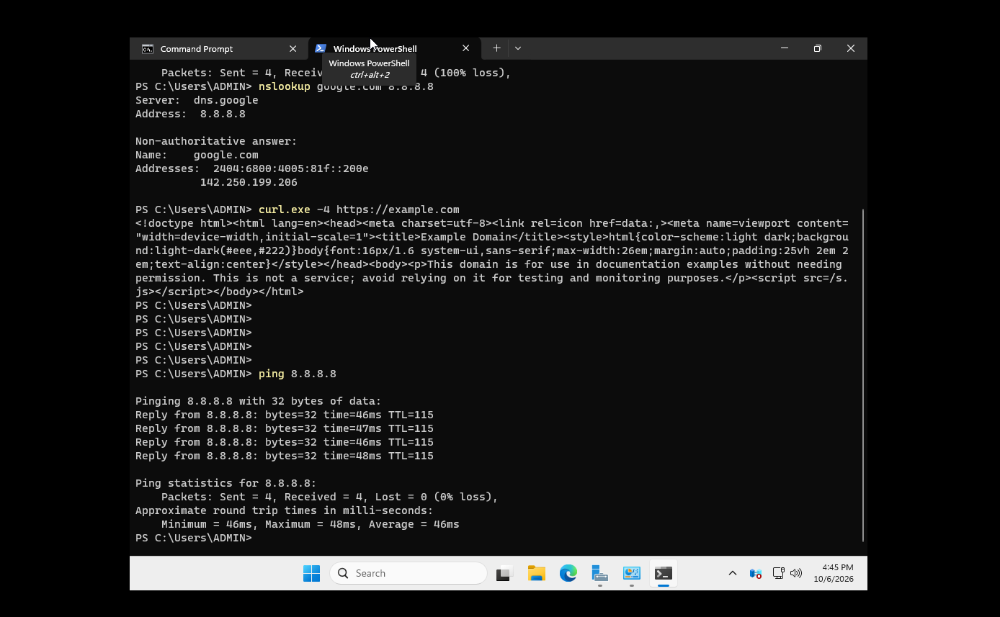 Command Prompt
Windows PowerShell
Windows PowerShell
ctrl+alt+2
Packets: Sent = 4, Receiv 4 (100% loss),
PS C:\Users\ADMIN> nslookup google.com 8.8.8.8
Server:  dns.google
Address:  8.8.8.8
Non-authoritative answer:
Name:    google.com
Addresses:  2404:6800:4005:81f::200e
142.250.199.206
PS C:\Users\ADMIN> curl.exe -4 https://example.com
<!doctype html><html lang=en><head><meta charset=utf-8><link rel=icon href=data:,><meta name=viewport content=
"width=device-width,initial-scale=1"><title>Example Domain</title><style>html{color-scheme:light dark;backgrou
nd:light-dark(#eee,#222)}body{font:16px/1.6 system-ui,sans-serif;max-width:26em;margin:auto;padding:25vh 2em 2
em;text-align:center}</style></head><body><p>This domain is for use in documentation examples without needing
permission. This is not a service; avoid relying on it for testing and monitoring purposes.</p><script src=/s.
js></script></body></html>
PS C:\Users\ADMIN>
PS C:\Users\ADMIN>
PS C:\Users\ADMIN>
PS C:\Users\ADMIN>
PS C:\Users\ADMIN>
PS C:\Users\ADMIN> ping 8.8.8.8
Pinging 8.8.8.8 with 32 bytes of data:
Reply from 8.8.8.8: bytes=32 time=46ms TTL=115
Reply from 8.8.8.8: bytes=32 time=47ms TTL=115
Reply from 8.8.8.8: bytes=32 time=46ms TTL=115
Reply from 8.8.8.8: bytes=32 time=48ms TTL=115
Ping statistics for 8.8.8.8:
Packets: Sent = 4, Received = 4, Lost = 0 (0% loss),
Approximate round trip times in milli-seconds:
Minimum = 46ms, Maximum = 48ms, Average = 46ms
PS C:\Users\ADMIN>
Search
4:45 PM
10/6/2026